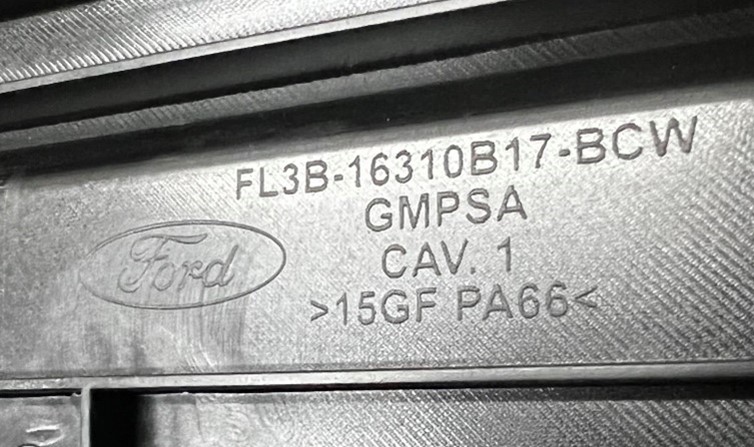 FL3B-16310B17-BCW
GMPSA
Ford
CAV. 1
>15GF PA66<